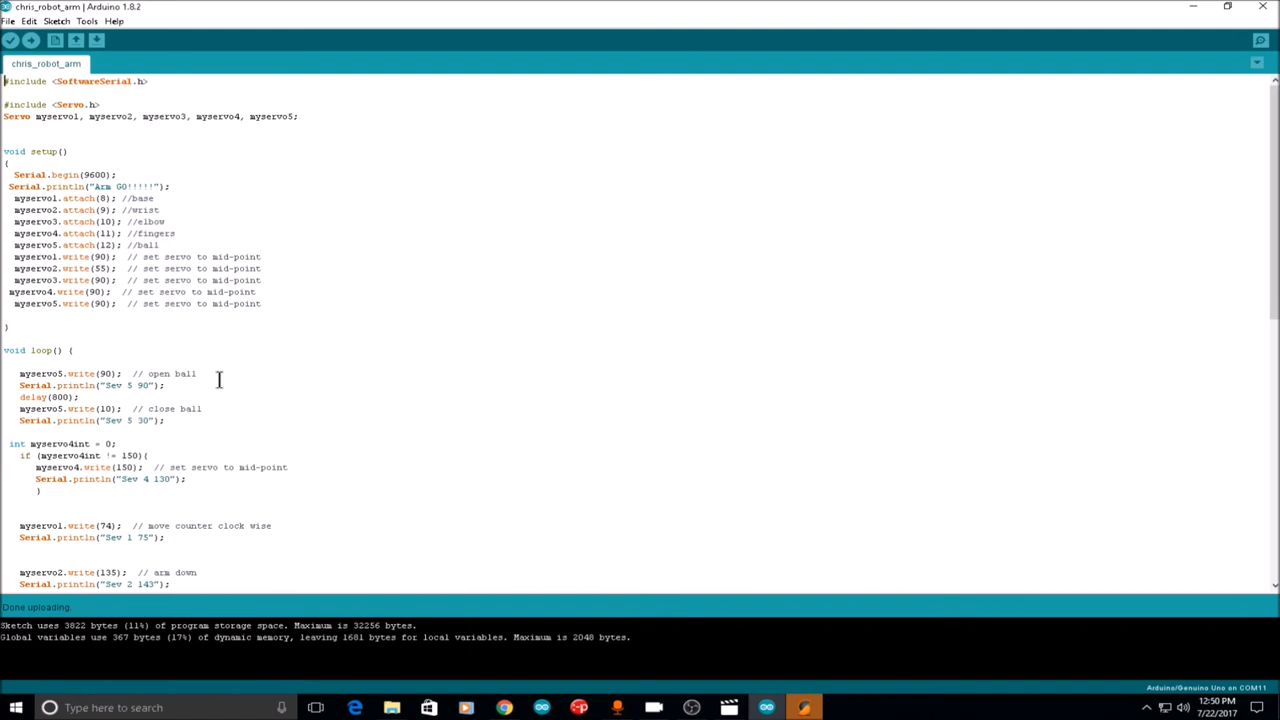 chris_robot_arm | Arduino 1.8.2
File Edit Sketch Tools Help
chris_robot_arm
#include <SoftwareSerial.h>
#include <Servo.h>
Servo myservo1, myservo2, myservo3, myservo4, myservo5;
void setup()
{
Serial.begin(9600);
Serial.println("Arm GO!!!!!");
myservo1.attach(8); //base
myservo2.attach(9); //wrist
myservo3.attach(10); //elbow
myservo4.attach(11); //fingers
myservo5.attach(12); //ball
myservo1.write(90); // set servo to mid-point
myservo2.write(55); // set servo to mid-point
myservo3.write(90); // set servo to mid-point
myservo4.write(90); // set servo to mid-point
myservo5.write(90); // set servo to mid-point
}
void loop() {
myservo5.write(90); // open ball
Serial.println("Sev 5 90");
delay(800);
myservo5.write(10); // close ball
Serial.println("Sev 5 30");
int myservo4int = 0;
if (myservo4int != 150){
myservo4.write(150); // set servo to mid-point
Serial.println("Sev 4 130");
}
myservo1.write(74); // move counter clock wise
Serial.println("Sev 1 75");
myservo2.write(135); // arm down
Serial.println("Sev 2 143");
Done uploading.
Sketch uses 3822 bytes (11%) of program storage space. Maximum is 32256 bytes.
Global variables use 367 bytes (17%) of dynamic memory, leaving 1681 bytes for local variables. Maximum is 2048 bytes.
Arduino/Genuino Uno on COM11
Type here to search
12:50 PM
7/22/2017